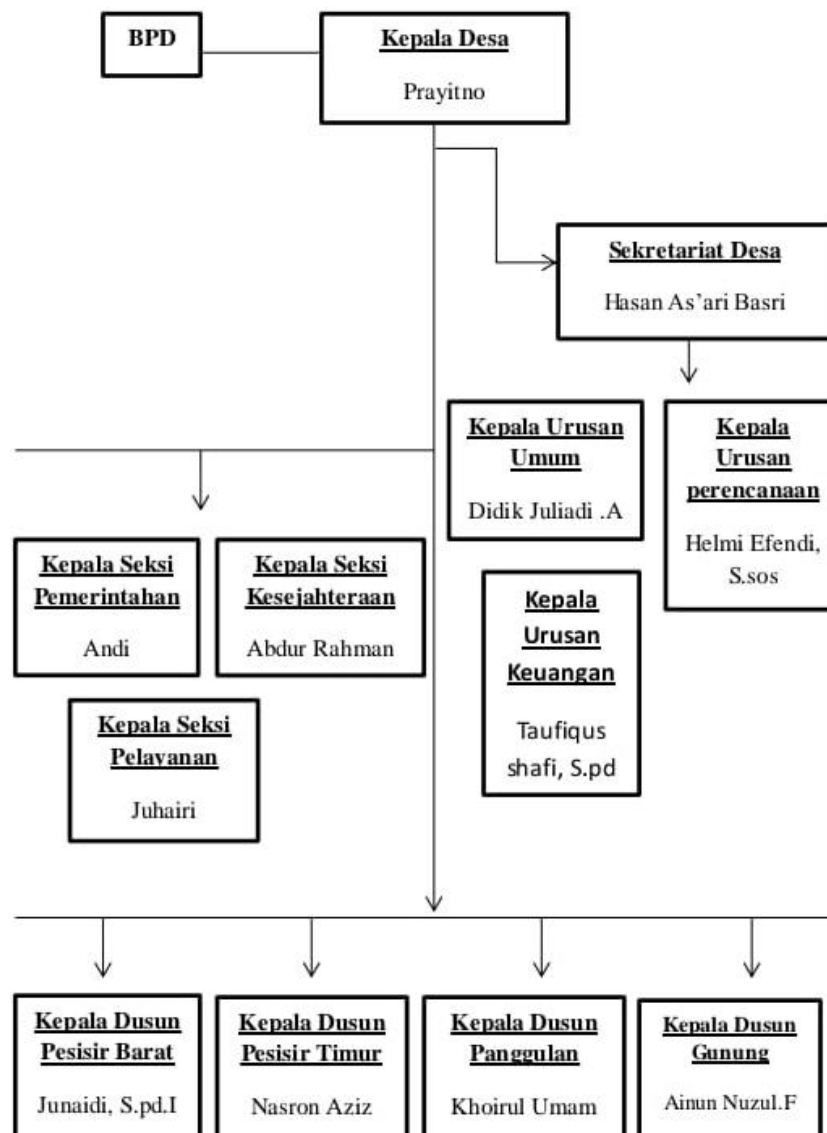 BPD
Kepala Desa
Prayitno
Sekretariat Desa
Hasan As’ari Basri
Kepala Urusan
Umum
Didik Juliadi .A
Kepala
Urusan
perencanaan
Helmi Efendi,
S.sos
Kepala Seksi
Pemerintahan
Andi
Kepala Seksi
Kesejahteraan
Abdur Rahman
Kepala
Urusan
Keuangan
Taufiqus
shafi, S.pd
Kepala Seksi
Pelayanan
Juhairi
Kepala Dusun
Pesisir Barat
Junaidi, S.pd.I
Kepala Dusun
Pesisir Timur
Nasron Aziz
Kepala Dusun
Panggulan
Khoirul Umam
Kepala Dusun
Gunung
Ainun Nuzul.F